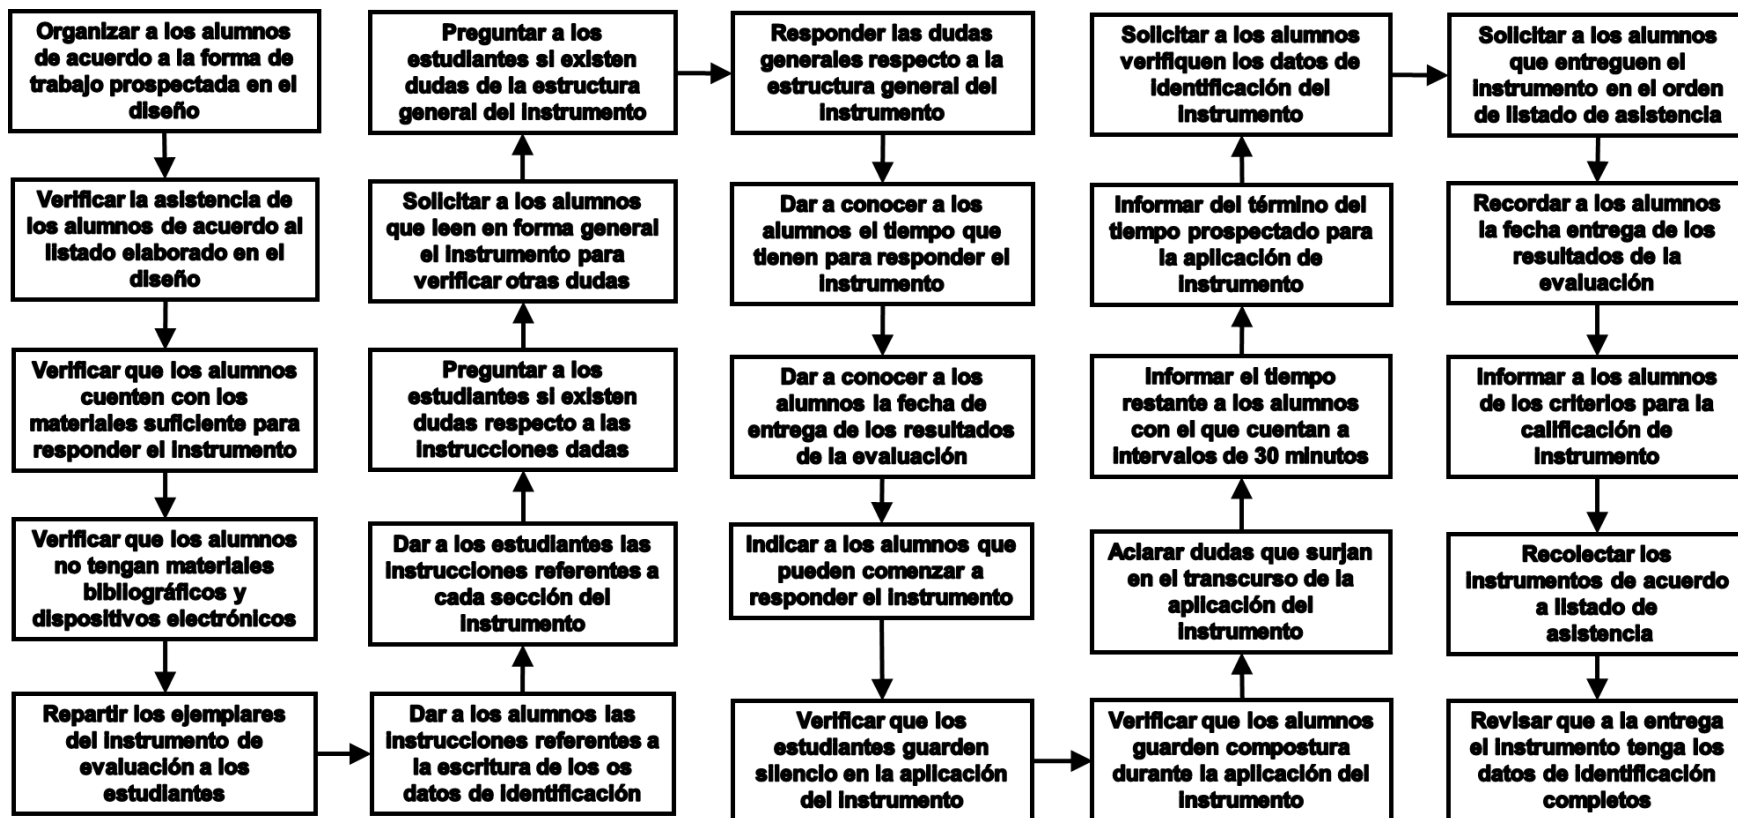 Organizar a los alumnos
de acuerdo a la forma de
trabajo prospectada en el
diseño
Verificar la asistencia de
los alumnos de acuerdo al
listado elaborado en el
diseño
Verificar que los alumnos
cuenten con los
materiales suficiente para
responder el instrumento
Verificar que los alumnos
no tengan materiales
bibliográficos y
dispositivos electrónicos
Repartir los ejemplares
del instrumento de
evaluación a los
estudiantes
Dar a los alumnos las
instrucciones referentes a
la escritura de los os
datos de identificación
Dar a los estudiantes las
instrucciones referentes a
cada sección del
instrumento
Preguntar a los
estudiantes si existen
dudas respecto a las
instrucciones dadas
Solicitar a los alumnos
que leen en forma general
el instrumento para
verificar otras dudas
Preguntar a los
estudiantes si existen
dudas de la estructura
general del instrumento
Responder las dudas
generales respecto a la
estructura general del
instrumento
Dar a conocer a los
alumnos el tiempo que
tienen para responder el
instrumento
Dar a conocer a los
alumnos la fecha de
entrega de los resultados
de la evaluación
Indicar a los alumnos que
pueden comenzar a
responder el instrumento
Verificar que los
estudiantes guarden
silencio en la aplicación
del instrumento
Verificar que los alumnos
guarden compostura
durante la aplicación del
instrumento
Aclarar dudas que surjan
en el transcurso de la
aplicación del
instrumento
Informar el tiempo
restante a los alumnos
con el que cuentan a
intervalos de 30 minutos
Informar del término del
tiempo prospectado para
la aplicación de
instrumento
Solicitar a los alumnos
verifiquen los datos de
identificación del
instrumento
Solicitar a los alumnos
que entreguen el
instrumento en el orden
de listado de asistencia
Recordar a los alumnos
la fecha entrega de los
resultados de la
evaluación
Informar a los alumnos
de los criterios para la
calificación de
instrumento
Recolectar los
instrumentos de acuerdo
a listado de
asistencia
Revisar que a la entrega
el instrumento tenga los
datos de identificación
completos